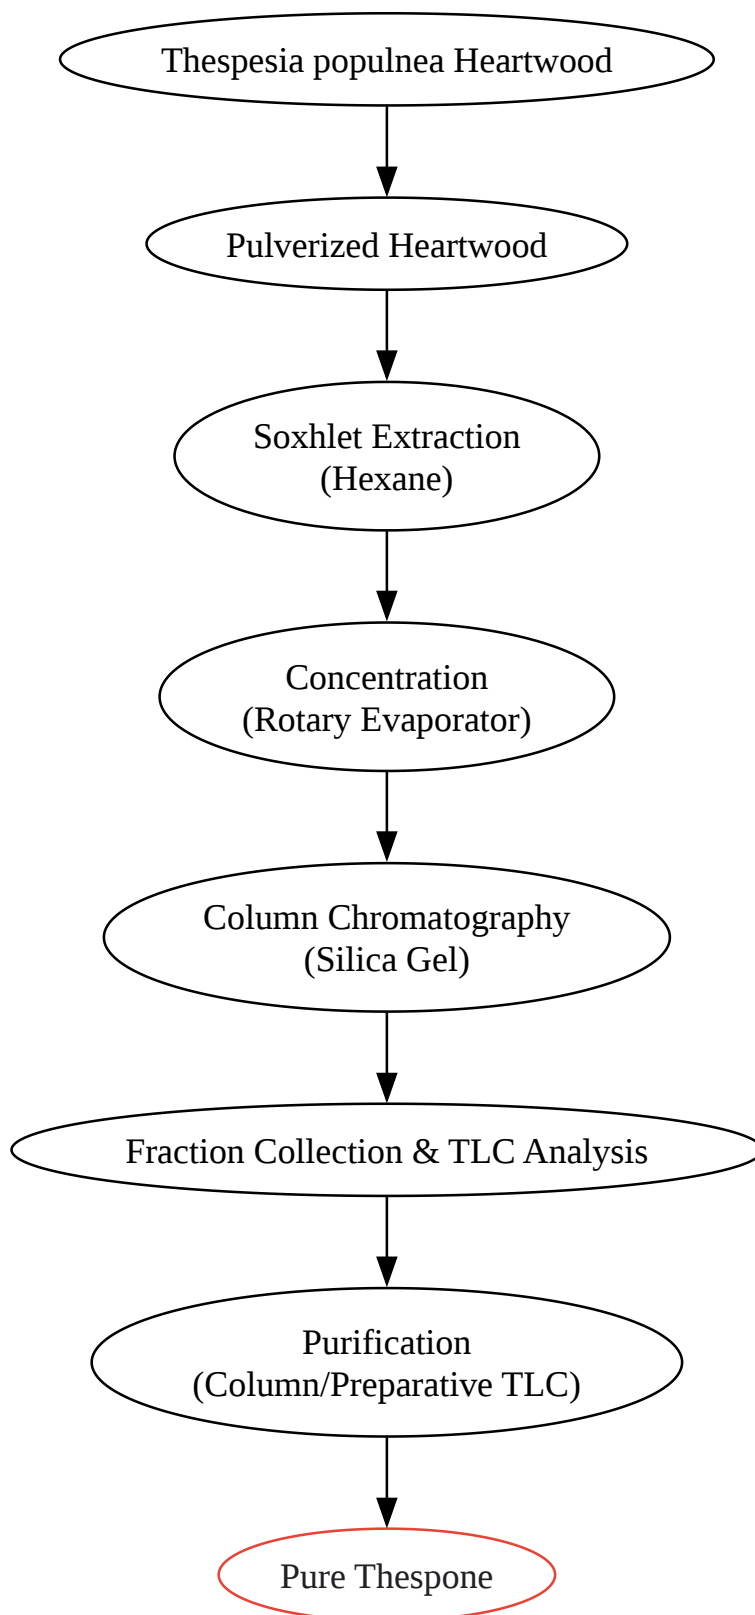 Thespesia populnea Heartwood
Pulverized Heartwood
Soxhlet Extraction
(Hexane)
Concentration
(Rotary Evaporator)
Column Chromatography
(Silica Gel)
Fraction Collection & TLC Analysis
Purification
(Column/Preparative TLC)
Pure Thespone